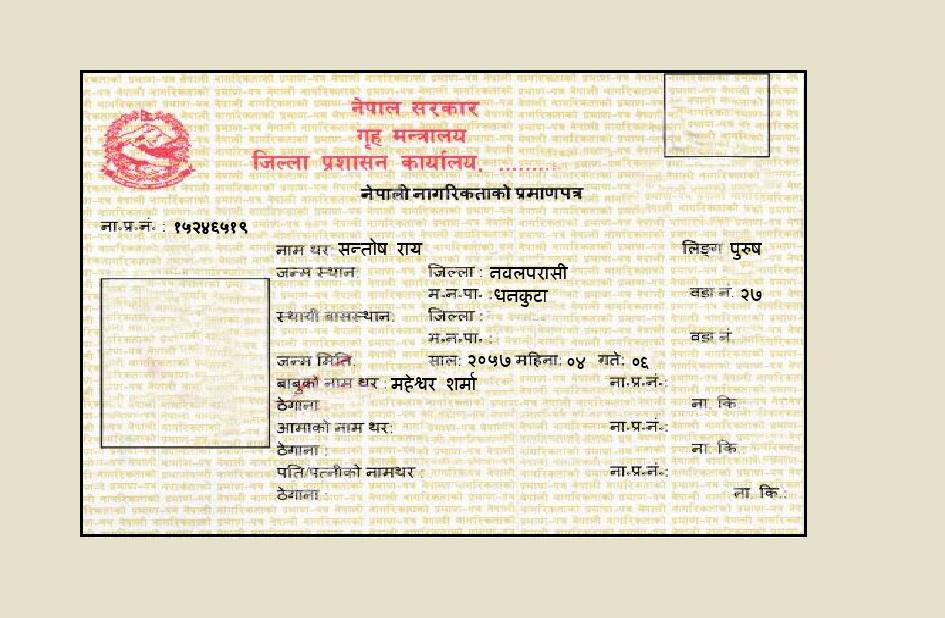 नेपाल सरकार
गृह मन्त्रालय
जिल्ला प्रशासन कार्यालय, ..........
नेपाली नागरिकताको प्रमाणपत्र
ना.प्र.नं. : १५२४६५१९
नाम थर: सन्तोष राय लिङ्ग पुरुष
जन्म स्थान: जिल्ला : नवलपरासी
म.न.पा. : धनकुटा वडा नं. २७
स्थायी बासस्थान: जिल्ला :
म.न.पा. : वडा नं
जन्म मिति: साल: २०५७ महिना: ०४ गते: ०६
बाबुको नाम थर : महेश्वर शर्मा ना.प्र.नं.:
ठेगाना ना. कि.
आमाको नाम थर: ना.प्र.नं.:
ठेगाना : ना. कि.
पति/पत्नीको नामथर : ना.प्र.नं.:
ठेगाना : ना. कि.: